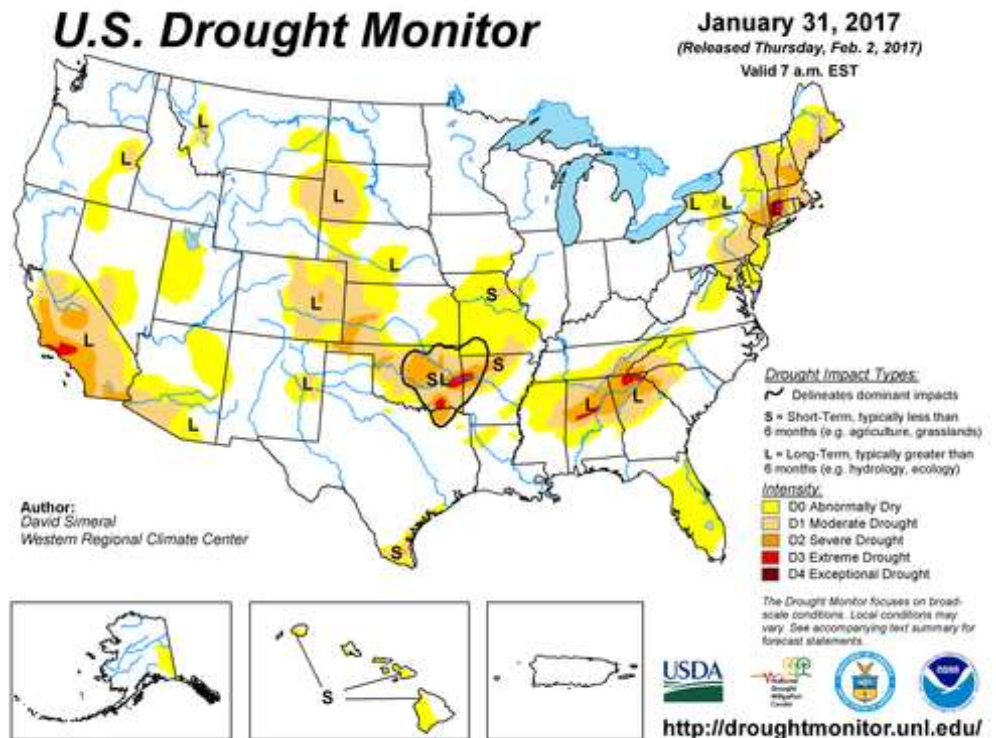 U.S. Drought Monitor
January 31, 2017
(Released Thursday, Feb. 2, 2017)
Valid 7 a.m. EST
L
L
L
L
L
L
L
L
L
L
S
S
S L
L
L
L
L
S
Drought Impact Types:
Delineates dominant impacts
S = Short-Term, typically less than
6 months (e.g. agriculture, grasslands)
L = Long-Term, typically greater than
6 months (e.g. hydrology, ecology)
Intensity:
D0 Abnormally Dry
D1 Moderate Drought
D2 Severe Drought
D3 Extreme Drought
D4 Exceptional Drought
Author:
David Simeral
Western Regional Climate Center
The Drought Monitor focuses on broad-
scale conditions. Local conditions may
vary. See accompanying text summary for
forecast statements.
S
USDA
National
Drought
Mitigation
Center
http://droughtmonitor.unl.edu/